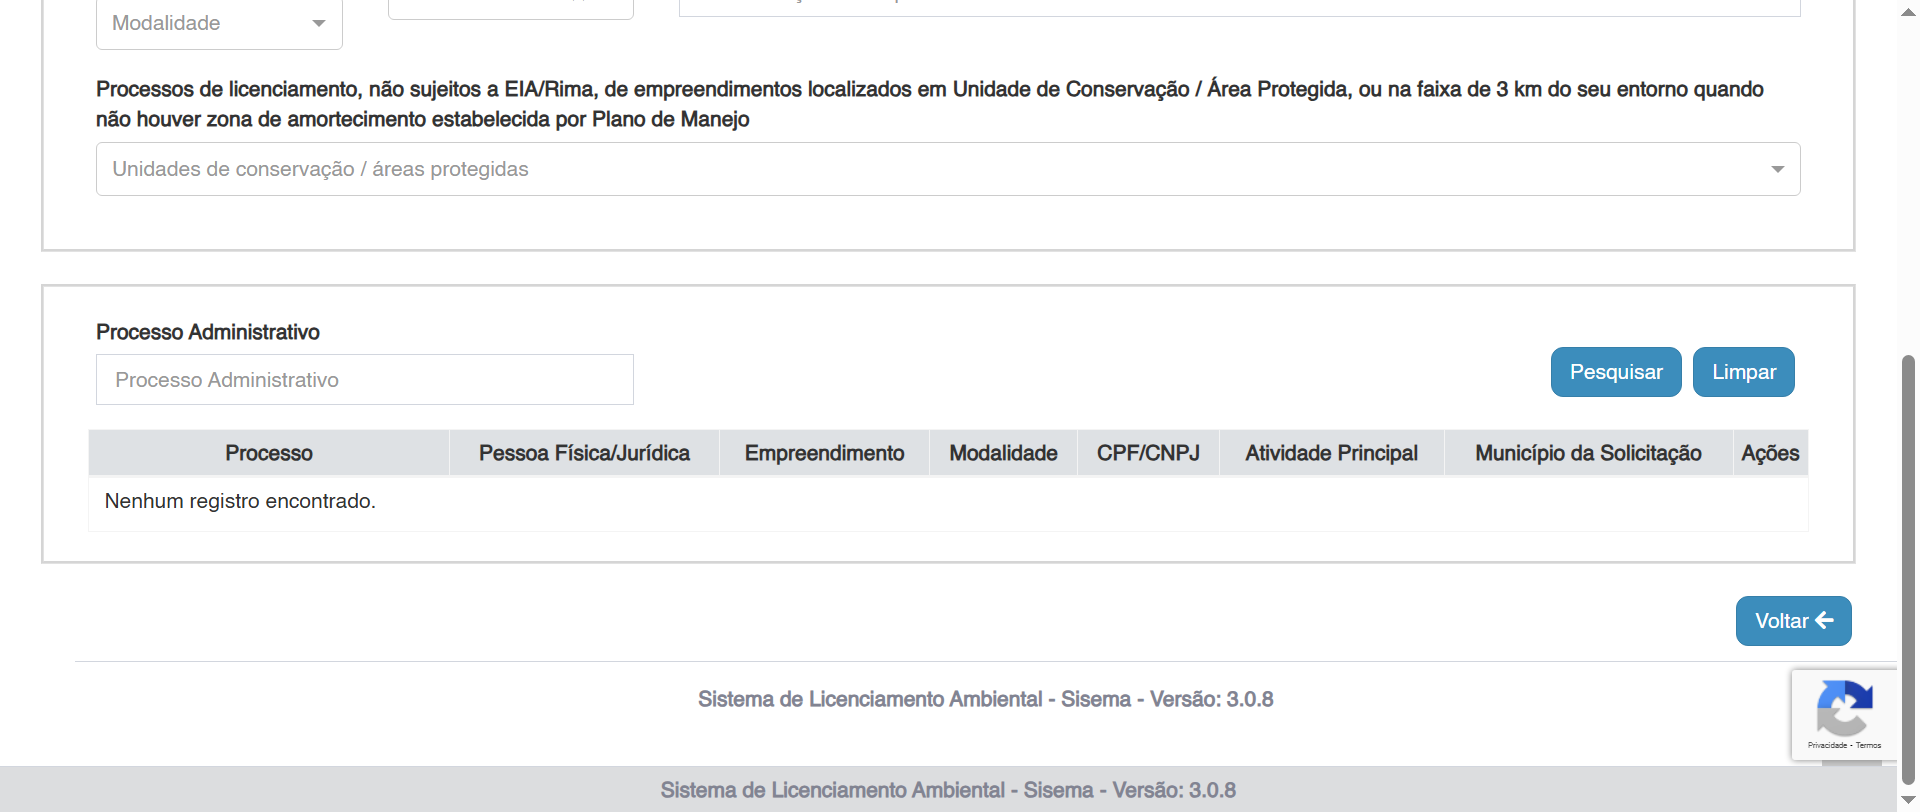 Modalidade
Processos de licenciamento, não sujeitos a EIA/Rima, de empreendimentos localizados em Unidade de Conservação / Área Protegida, ou na faixa de 3 km do seu entorno quando
não houver zona de amortecimento estabelecida por Plano de Manejo
Unidades de conservação / áreas protegidas
Processo Administrativo
Processo Administrativo
Pesquisar
Limpar
Processo
Pessoa Física/Jurídica
Empreendimento
Modalidade
CPF/CNPJ
Atividade Principal
Município da Solicitação
Ações
Nenhum registro encontrado.
Voltar
Sistema de Licenciamento Ambiental - Sisema - Versão: 3.0.8
Privacidade - Termos
Sistema de Licenciamento Ambiental - Sisema - Versão: 3.0.8